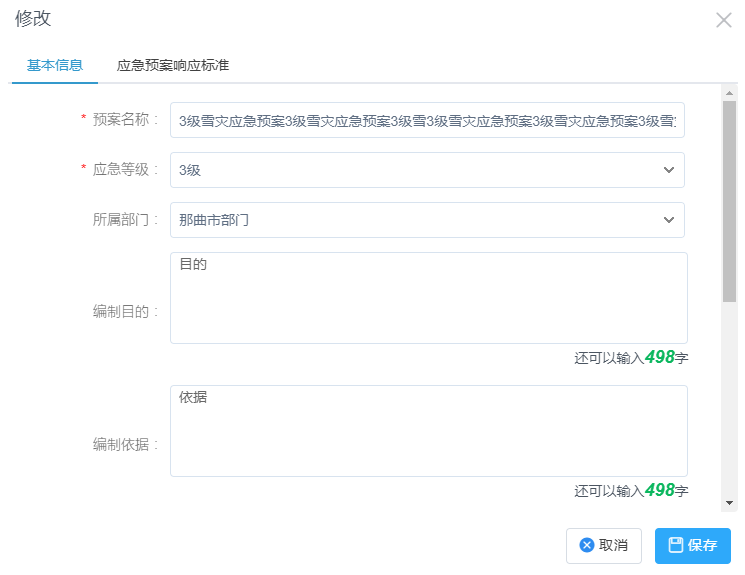 修改
基本信息 应急预案响应标准
* 预案名称 : 3级雪灾应急预案3级雪灾应急预案3级雪3级雪灾应急预案3级雪灾应急预案3级雪
* 应急等级 : 3级
所属部门 : 那曲市部门
编制目的 : 目的
还可以输入498字
编制依据 : 依据
还可以输入498字
取消 保存